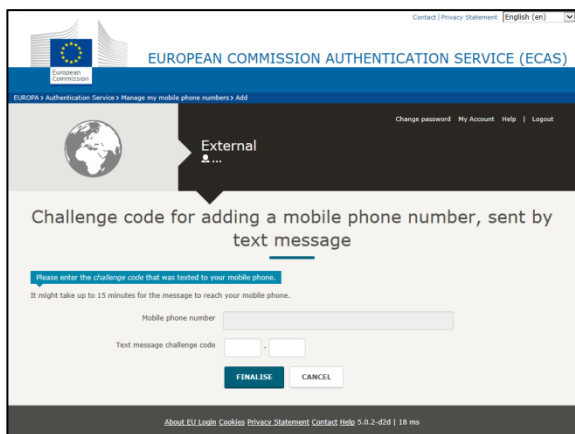 Contact | Privacy Statement English (en)
EUROPEAN COMMISSION AUTHENTICATION SERVICE (ECAS)
European
Commission
EUROPA > Authentication Service > Manage my mobile phone numbers > Add
Change password My Account Help | Logout
External
...
Challenge code for adding a mobile phone number, sent by
text message
Please enter the challenge code that was texted to your mobile phone.
It might take up to 15 minutes for the message to reach your mobile phone.
Mobile phone number
Text message challenge code -
FINALISE CANCEL
About EU Login Cookies Privacy Statement Contact Help 5.0.2-d2d | 18 ms